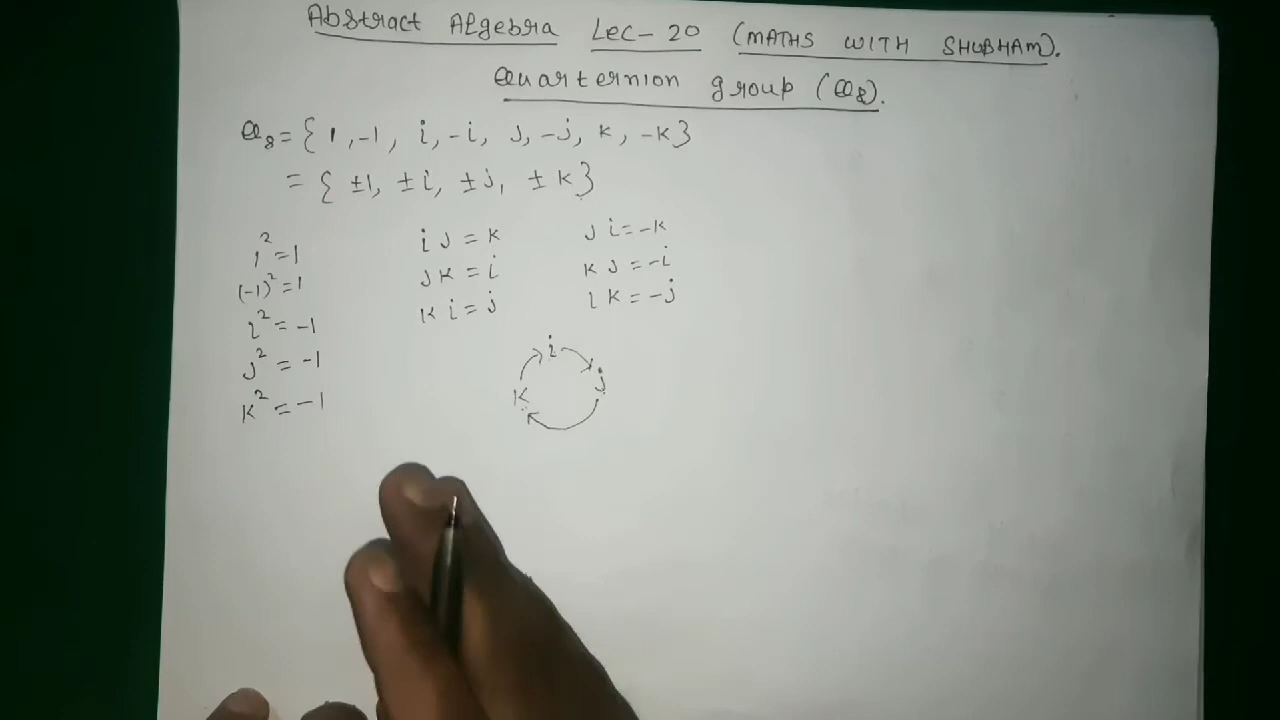 Abstract Algebra Lec-20 (MATHS WITH SHUBHAM).
Quarternion group (Q₈).
Q₈ = {1, -1, i, -i, j, -j, k, -k}
= {±1, ±i, ±j, ±k}
1² = 1
(-1)² = 1
i² = -1
j² = -1
k² = -1
ij = k
jk = i
ki = j
ji = -k
kj = -i
ik = -j
i
j
k